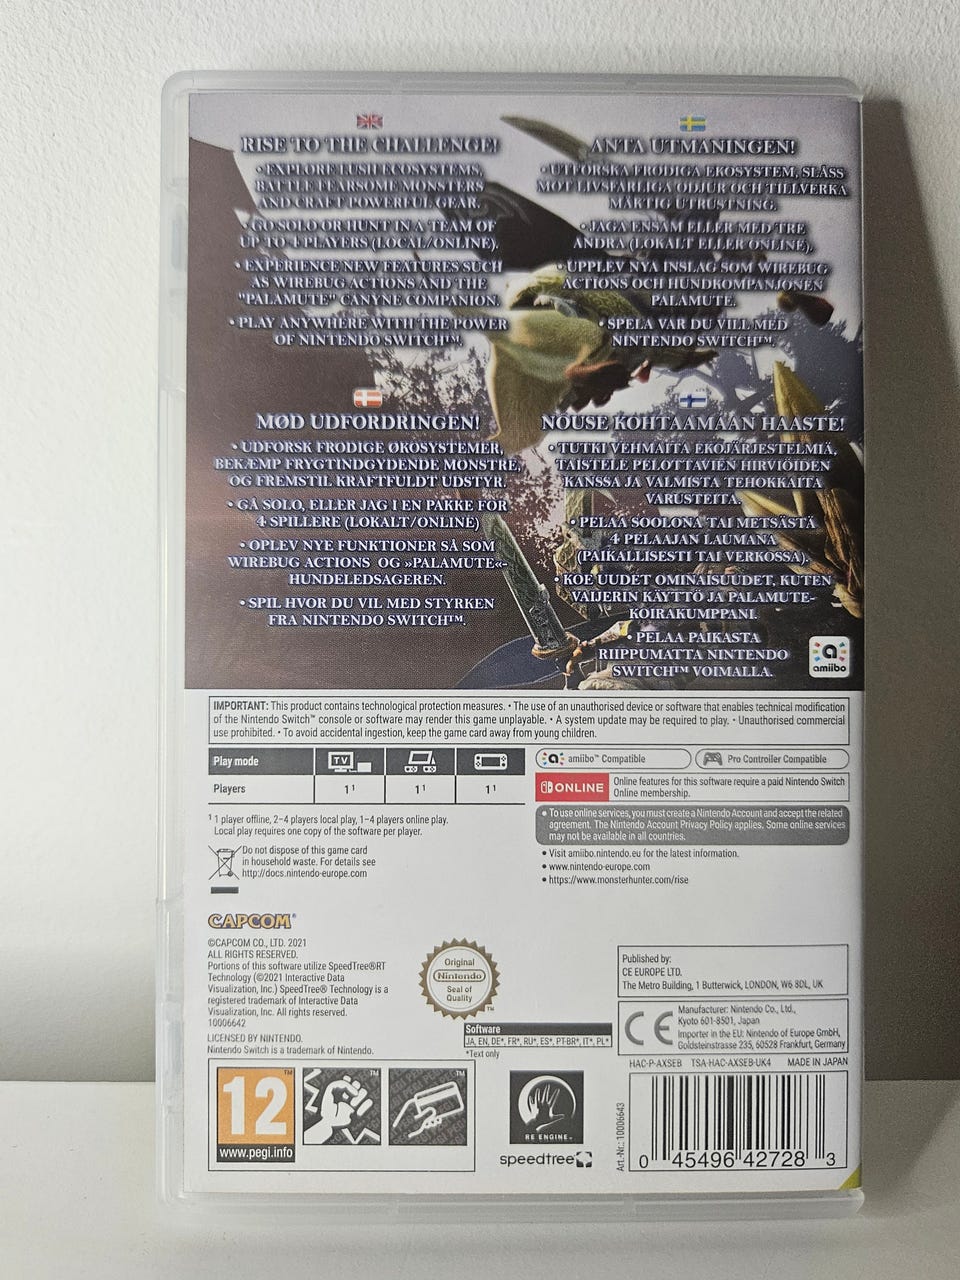 RISE TO THE CHALLENGE!
• EXPLORE LUSH ECOSYSTEMS,
BATTLE FEARSOME MONSTERS
AND CRAFT POWERFUL GEAR.
• GO SOLO OR HUNT IN A TEAM OF
UP TO 4 PLAYERS (LOCAL/ONLINE).
• EXPERIENCE NEW FEATURES SUCH
AS WIREBUG ACTIONS AND THE
"PALAMUTE" CANYNE COMPANION.
• PLAY ANYWHERE WITH THE POWER
OF NINTENDO SWITCH™.
ANTA UTMANINGEN!
• UTFORSKA FRODIGA EKOSYSTEM, SLÅSS
MOT LIVSFARLIGA ODJUR OCH TILLVERKA
MÄKTIG UTRUSTNING.
• JAGA ENSAM ELLER MED TRE
ANDRA (LOKALT ELLER ONLINE).
• UPPLEV NYA INSLAG SOM WIREBUG
ACTIONS OCH HUNDKOMPANJONEN
PALAMUTE.
• SPELA VAR DU VILL MED
NINTENDO SWITCH™.
MØD UDFORDRINGEN!
• UDFORSK FRODIGE ØKOSYSTEMER,
BEKÆMP FRYGTINDGYDENDE MONSTRE
OG FREMSTIL KRAFTFULDT UDSTYR.
• GÅ SOLO, ELLER JAG I EN PAKKE FOR
4 SPILLERE (LOKALT/ONLINE)
• OPLEV NYE FUNKTIONER SÅ SOM
WIREBUG ACTIONS OG »PALAMUTE«-
HUNDELEDSAGEREN.
• SPIL HVOR DU VIL MED STYRKEN
FRA NINTENDO SWITCH™.
NOUSE KOHTAAMAAN HAASTE!
• TUTKI VEHMAITA EKOJÄRJESTELMIÄ,
TAISTELE PELOTTAVIEN HIRVIÖIDEN
KANSSA JA VALMISTA TEHOKKAITA
VARUSTEITA.
• PELAA SOOLONA TAI METSÄSTÄ
4 PELAAJAN LAUMANA
(PAIKALLISESTI TAI VERKOSSA).
• KOE UUDET OMINAISUUDET, KUTEN
VAIJERIN KÄYTTÖ JA PALAMUTE-
KOIRAKUMPPANI.
• PELAA PAIKASTA
RIIPPUMATTA NINTENDO
SWITCH™ VOIMALLA.
amiibo
IMPORTANT: This product contains technological protection measures. • The use of an unauthorised device or software that enables technical modification
of the Nintendo Switch™ console or software may render this game unplayable. • A system update may be required to play. • Unauthorised commercial
use prohibited. • To avoid accidental ingestion, keep the game card away from young children.
Play mode TV
Players 1¹ 1¹ 1¹
¹ 1 player offline, 2–4 players local play, 1–4 players online play.
Local play requires one copy of the software per player.
Do not dispose of this game card
in household waste. For details see
http://docs.nintendo-europe.com
amiibo™ Compatible
Pro Controller Compatible
ONLINE
Online features for this software require a paid Nintendo Switch
Online membership.
• To use online services, you must create a Nintendo Account and accept the related
agreement. The Nintendo Account Privacy Policy applies. Some online services
may not be available in all countries.
• Visit amiibo.nintendo.eu for the latest information.
• www.nintendo-europe.com
• https://www.monsterhunter.com/rise
CAPCOM®
©CAPCOM CO., LTD. 2021
ALL RIGHTS RESERVED.
Portions of this software utilize SpeedTree®RT
Technology (©2021 Interactive Data
Visualization, Inc.) SpeedTree® Technology is a
registered trademark of Interactive Data
Visualization, Inc. All rights reserved.
10006642
LICENSED BY NINTENDO.
Nintendo Switch is a trademark of Nintendo.
Original
Nintendo
Seal of
Quality
™
Software
JA, EN, DE*, FR*, RU*, ES*, PT-BR*, IT*, PL*
*Text only
Published by:
CE EUROPE LTD.
The Metro Building, 1 Butterwick, LONDON, W6 8DL, UK
CE
Manufacturer: Nintendo Co., Ltd.,
Kyoto 601-8501, Japan
Importer in the EU: Nintendo of Europe GmbH,
Goldsteinstrasse 235, 60528 Frankfurt, Germany
HAC-P-AXSEB TSA-HAC-AXSEB-UK4 MADE IN JAPAN
12
www.pegi.info
RE ENGINE™
speedtree
Art.-Nr.: 10006643
0 45496 42728 3